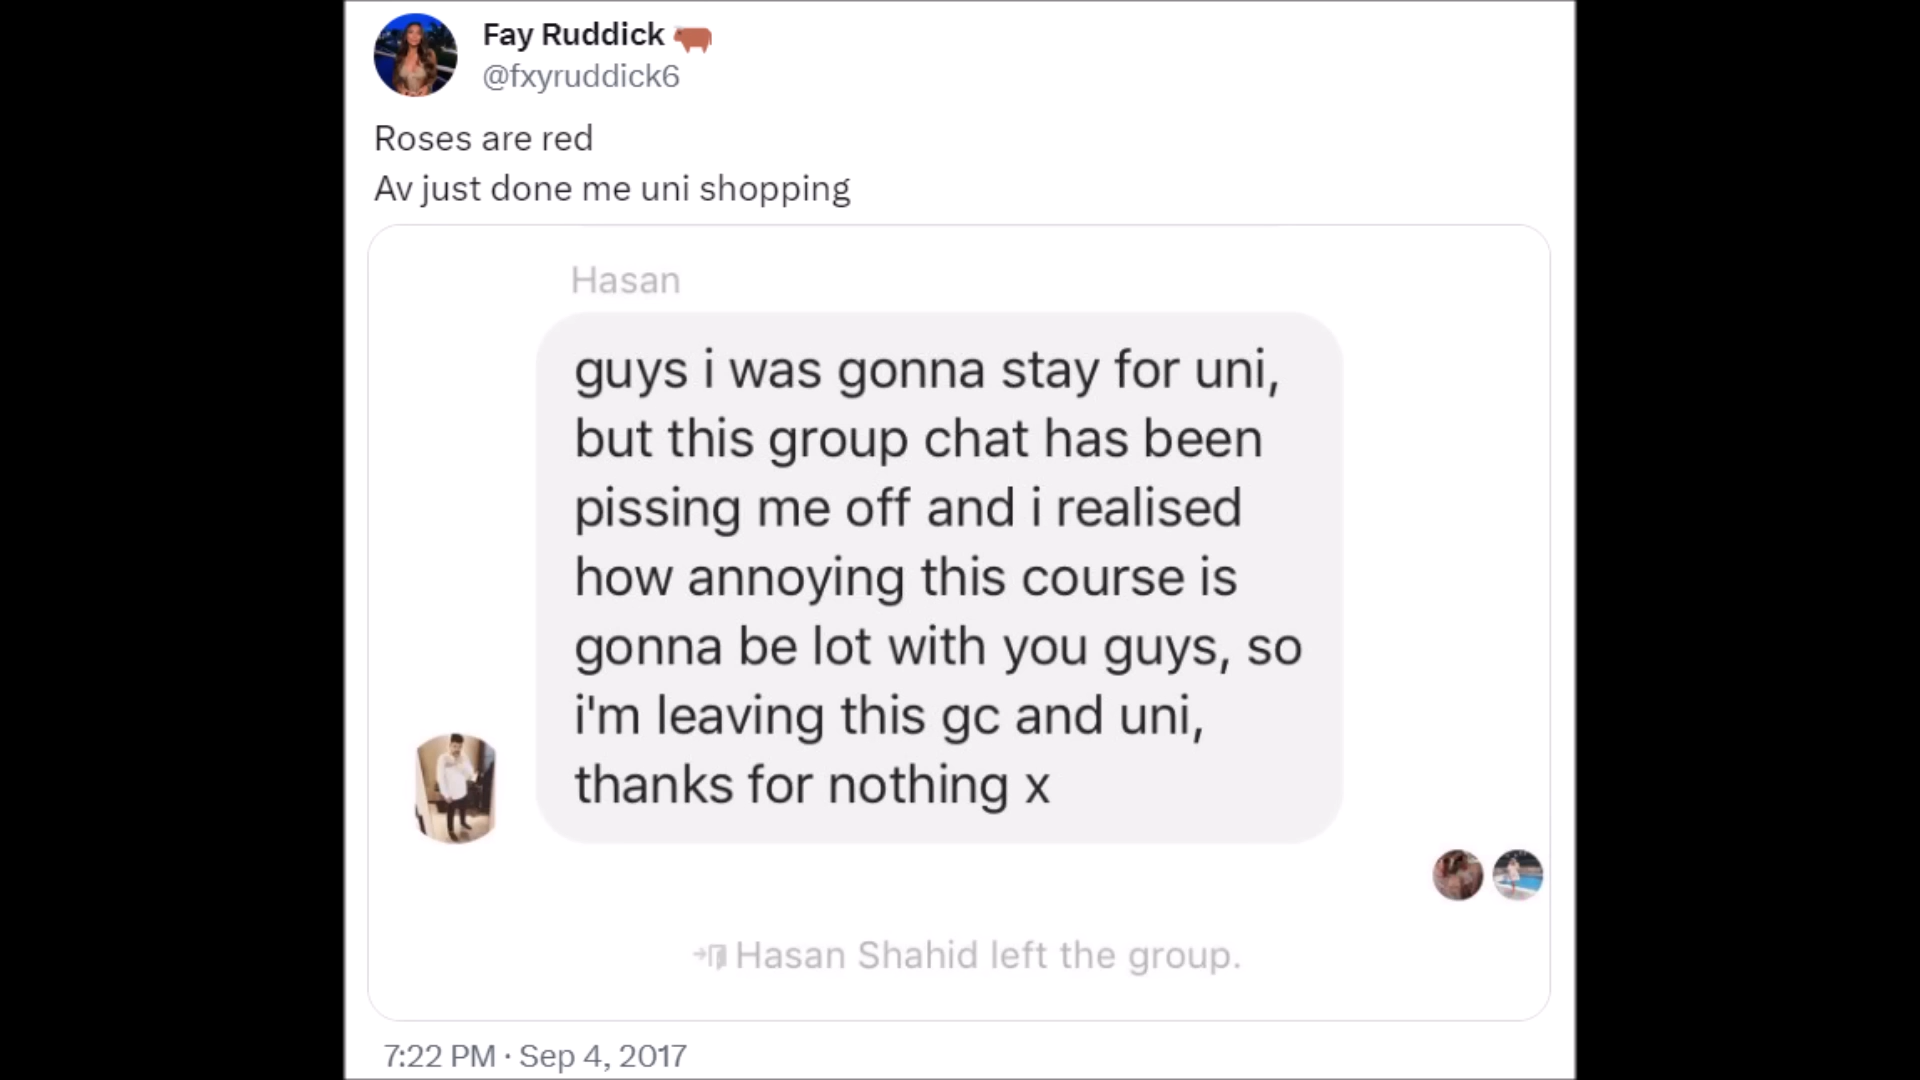 Fay Ruddick
@fxyruddick6
Roses are red
Av just done me uni shopping
Hasan
guys i was gonna stay for uni,
but this group chat has been
pissing me off and i realised
how annoying this course is
gonna be lot with you guys, so
i'm leaving this gc and uni,
thanks for nothing x
Hasan Shahid left the group.
7:22 PM · Sep 4, 2017